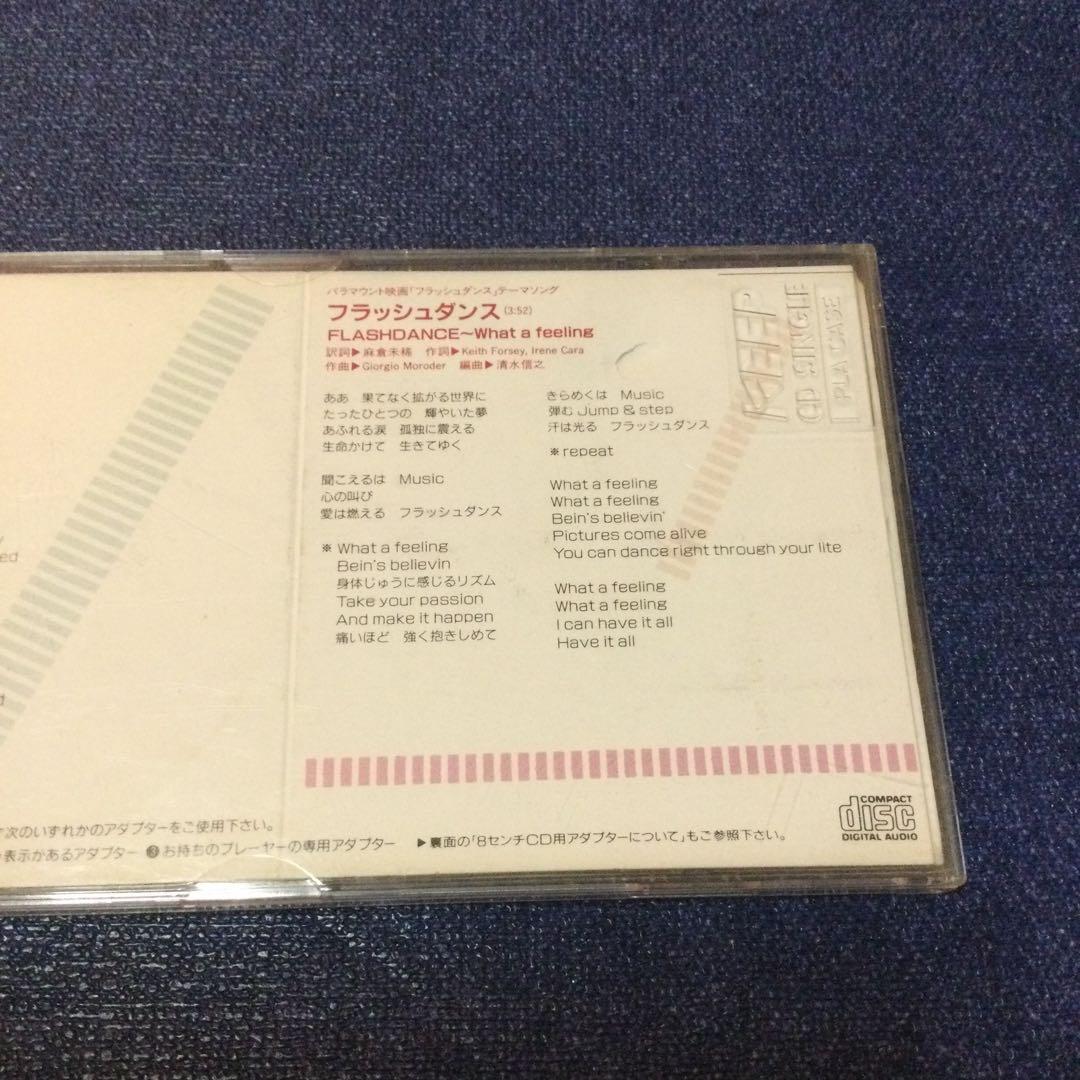 パラマウント映画「フラッシュダンス」テーマソング
フラッシュダンス(3:52)
FLASHDANCE〜What a feeling
訳詞▶麻倉未稀 作詞▶Keith Forsey, Irene Cara
作曲▶Giorgio Moroder 編曲▶清水信之
ああ 果てなく拡がる世界に
たったひとつの 輝やいた夢
あふれる涙 孤独に震える
生命かけて 生きてゆく
聞こえるは Music
心の叫び
愛は燃える フラッシュダンス
※ What a feeling
Bein's believin
身体じゅうに感じるリズム
Take your passion
And make it happen
痛いほど 強く抱きしめて
きらめくは Music
弾む Jump & step
汗は光る フラッシュダンス
※ repeat
What a feeling
What a feeling
Bein's believin'
Pictures come alive
You can dance right through your lite
What a feeling
What a feeling
I can have it all
Have it all
KEEP
CD SINGLE
PLA CASE
次のいずれかのアダプターをご使用下さい。
表示があるアダプター ❸お持ちのプレーヤーの専用アダプター ▶裏面の「8センチCD用アダプターについて」もご参照下さい。
COMPACT
disc
DIGITAL AUDIO